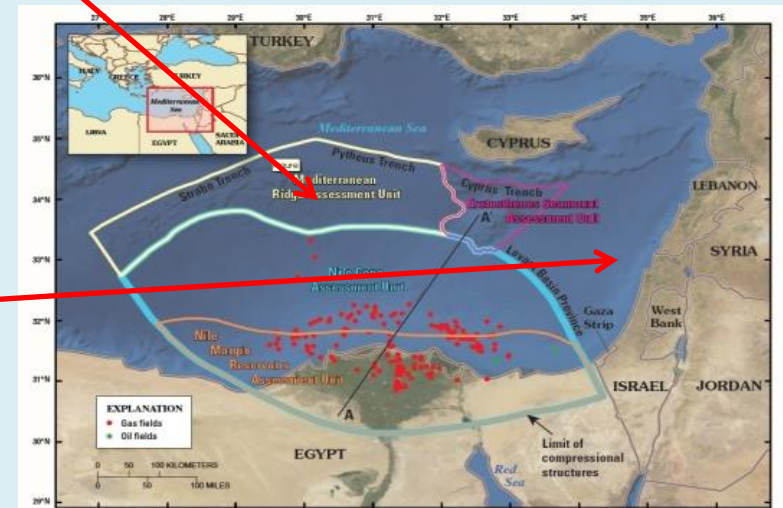 27° 28° 29° 30° 31° 32° 33° 34° 35° 36°
36°N
35°N
34°N
33°N
32°N
31°N
30°N
29°N
TURKEY
ITALY
GREECE
TURKEY
Mediterranean
Sea
LIBYA
EGYPT
SAUDI
ARABIA
Mediterranean Sea
CYPRUS
Strabo Trench
Pytheus Trench
Mediterranean
Ridge Assessment Unit
Cyprus Trench
Eratosthenes Seamount
Assessment Unit
LEBANON
SYRIA
A'
Nile Cone
Assessment Unit
Levant Basin Province
Gaza
Strip
West
Bank
Nile
Margin
Reservoirs
Assessment Unit
ISRAEL
JORDAN
A
EXPLANATION
Gas fields
Oil fields
0 50 100 KILOMETERS
0 50 100 MILES
EGYPT
Limit of
compressional
structures
Red
Sea